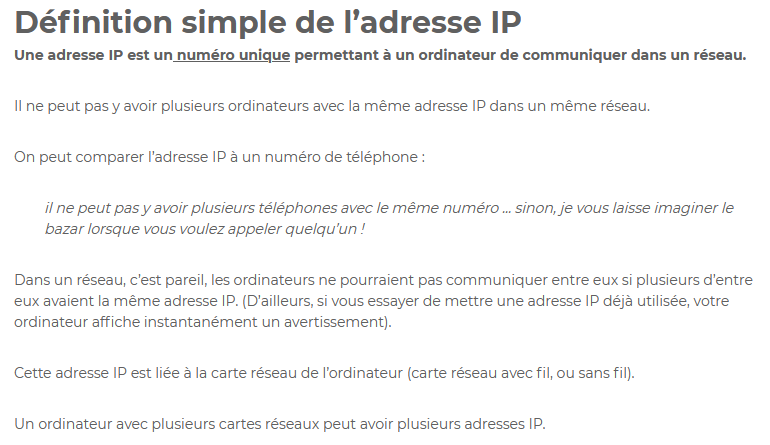 Définition simple de l’adresse IP
Une adresse IP est un numéro unique permettant à un ordinateur de communiquer dans un réseau.
Il ne peut pas y avoir plusieurs ordinateurs avec la même adresse IP dans un même réseau.
On peut comparer l’adresse IP à un numéro de téléphone :
il ne peut pas y avoir plusieurs téléphones avec le même numéro ... sinon, je vous laisse imaginer le
bazar lorsque vous voulez appeler quelqu’un !
Dans un réseau, c’est pareil, les ordinateurs ne pourraient pas communiquer entre eux si plusieurs d’entre
eux avaient la même adresse IP. (D’ailleurs, si vous essayer de mettre une adresse IP déjà utilisée, votre
ordinateur affiche instantanément un avertissement).
Cette adresse IP est liée à la carte réseau de l’ordinateur (carte réseau avec fil, ou sans fil).
Un ordinateur avec plusieurs cartes réseaux peut avoir plusieurs adresses IP.